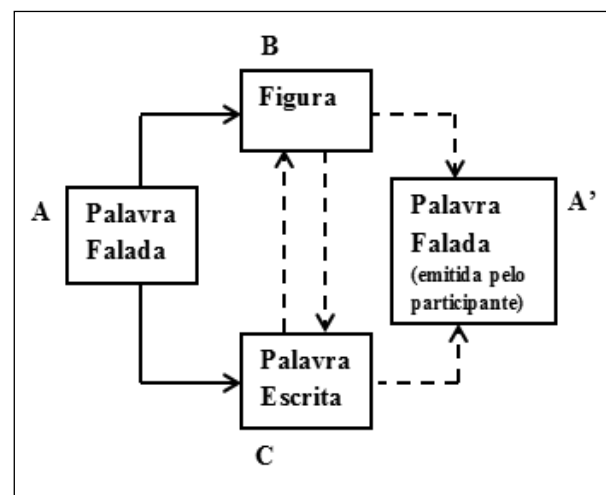 B
Figura
A
Palavra
Falada
Palavra
Falada
(emitida pelo
participante)
A’
Palavra
Escrita
C